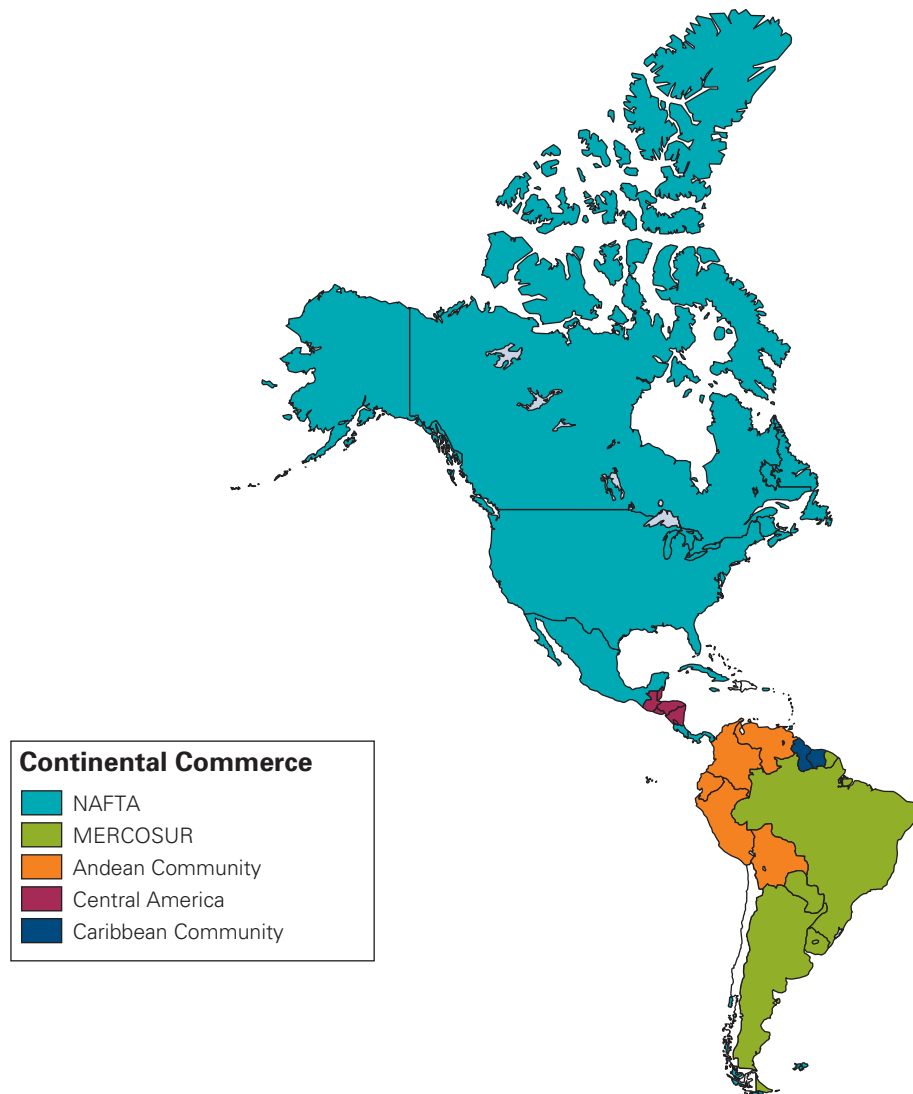 Continental Commerce
NAFTA
MERCOSUR
Andean Community
Central America
Caribbean Community